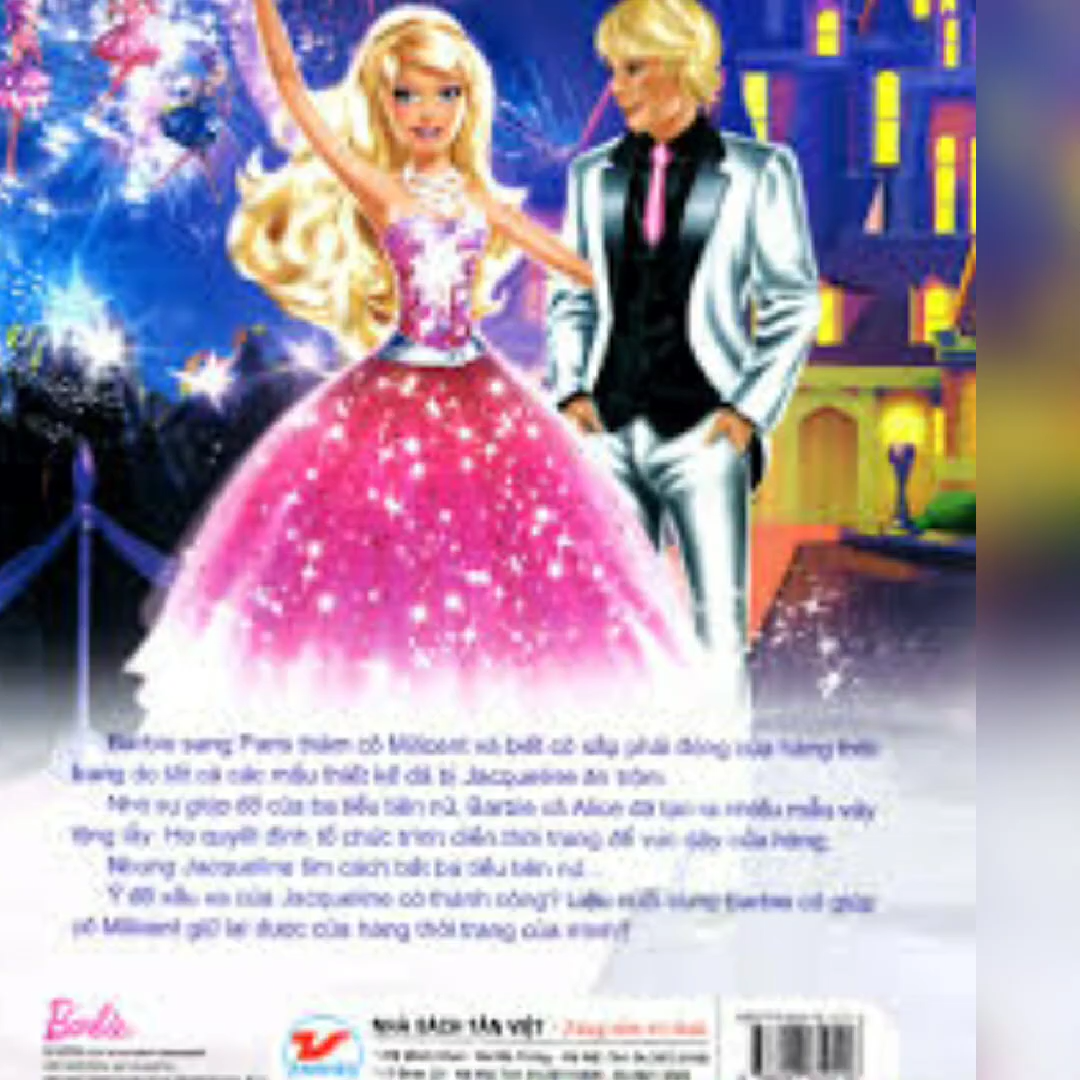 Barbie sang Paris thăm cô Millicent và biết cô sắp phải đóng cửa hàng thời
trang do tất cả các mẫu thiết kế đã bị Jacqueline ăn trộm.
Nhờ sự giúp đỡ của ba tiểu tiên nữ, Barbie và Alice đã tạo ra nhiều mẫu váy
lộng lẫy. Họ quyết định tổ chức trình diễn thời trang để vực dậy cửa hàng.
Nhưng Jacqueline tìm cách bắt ba tiểu tiên nữ...
Ý đồ xấu xa của Jacqueline có thành công? Liệu cuối cùng Barbie có giúp
cô Millicent giữ lại được cửa hàng thời trang của mình?
Barbie
NHÀ SÁCH TÂN VIỆT